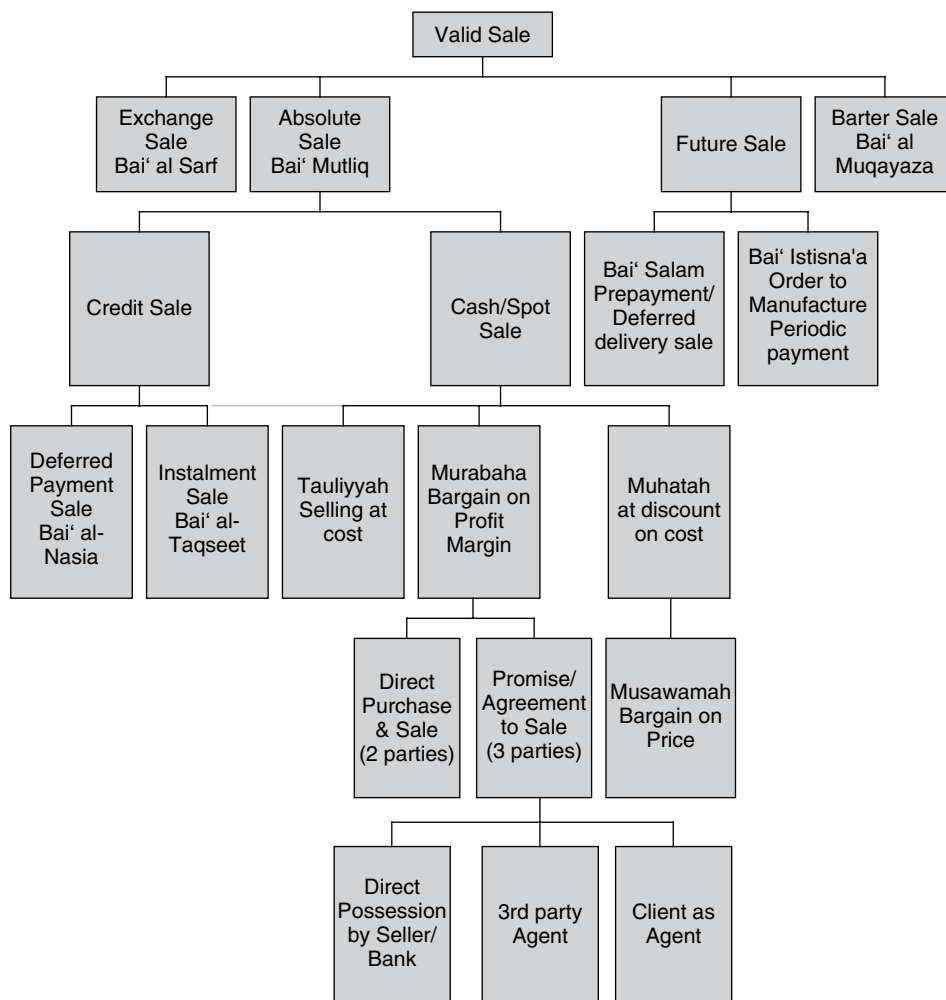 Valid Sale
Exchange
Sale
Bai‘ al Sarf
Absolute
Sale
Bai‘ Mutliq
Future Sale
Barter Sale
Bai‘ al
Muqayaza
Credit Sale
Cash/Spot
Sale
Bai‘ Salam
Prepayment/
Deferred
delivery sale
Bai‘ Istisna'a
Order to
Manufacture
Periodic
payment
Deferred
Payment
Sale
Bai‘ al-
Nasia
Instalment
Sale
Bai‘ al-
Taqseet
Tauliyyah
Selling at
cost
Murabaha
Bargain on
Profit
Margin
Muhatah
at discount
on cost
Direct
Purchase
& Sale
(2 parties)
Promise/
Agreement
to Sale
(3 parties)
Musawamah
Bargain on
Price
Direct
Possession
by Seller/
Bank
3rd party
Agent
Client as
Agent